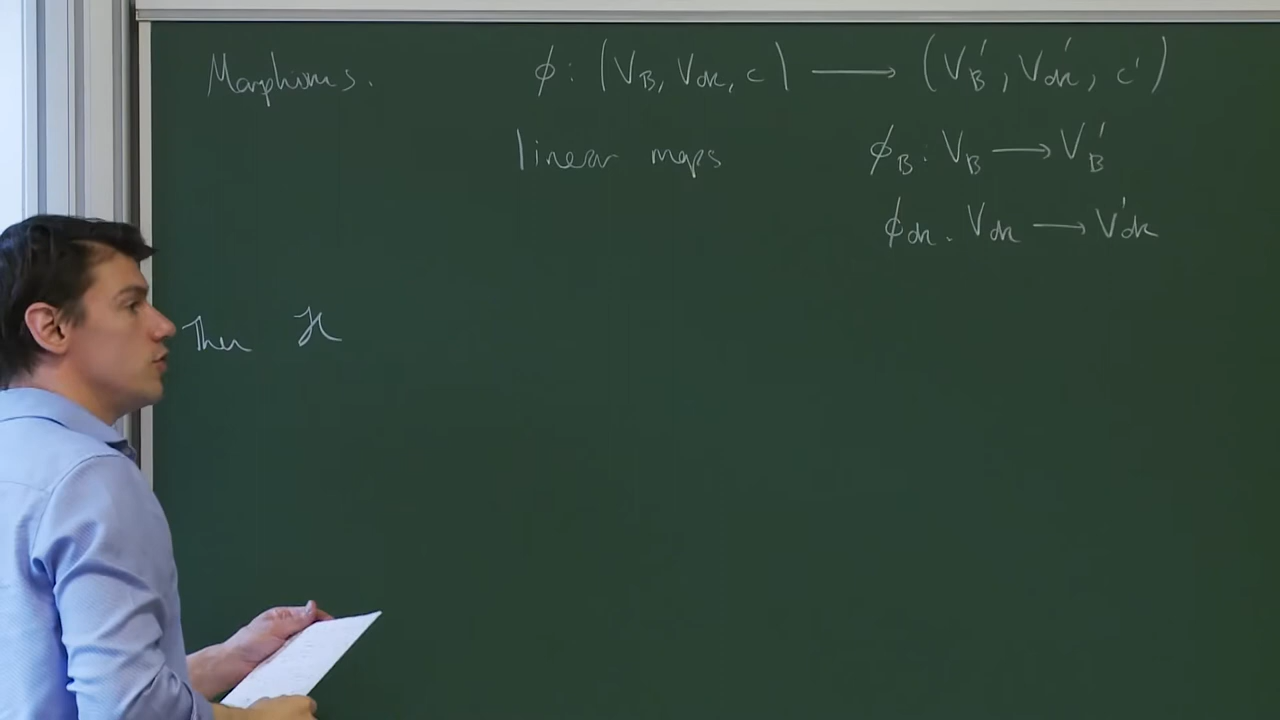 Morphisms. ϕ : (V_B, V_dR, c) ⟶ (V'_B, V'_dR, c')
linear maps ϕ_B : V_B ⟶ V'_B
ϕ_dR : V_dR ⟶ V'_dR
Then ℋ